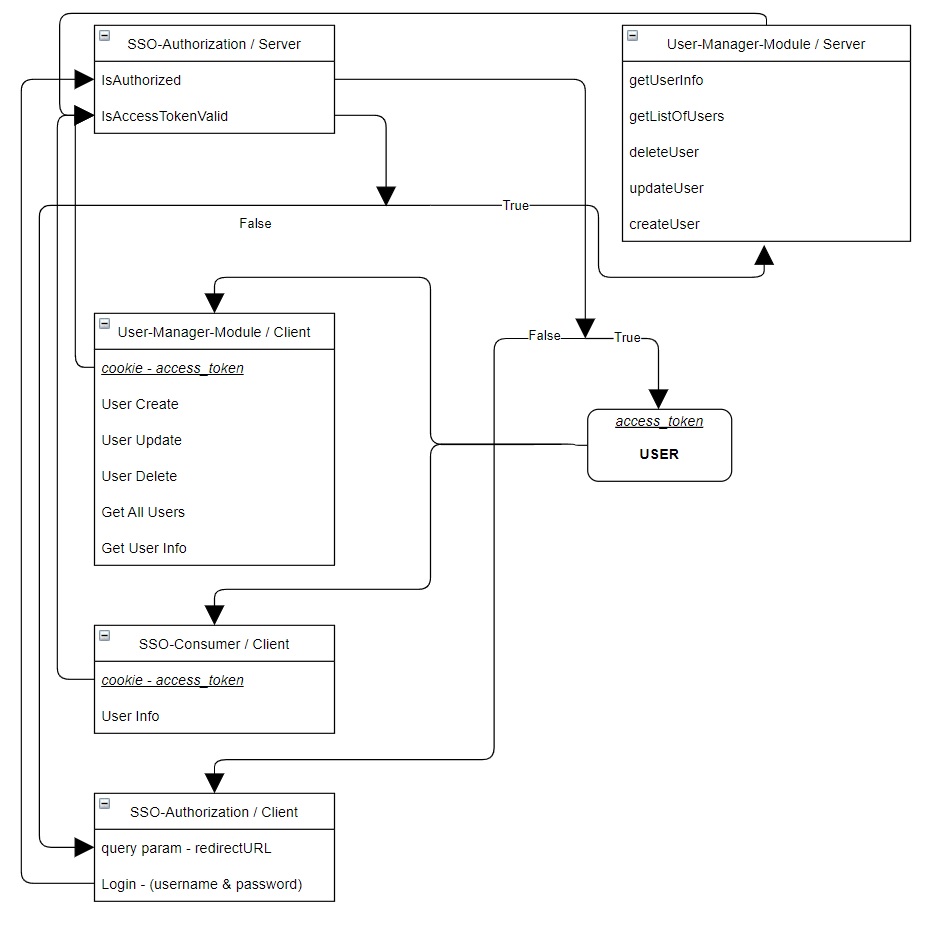 SSO-Authorization / Server
IsAuthorized
IsAccessTokenValid
User-Manager-Module / Server
getUserInfo
getListOfUsers
deleteUser
updateUser
createUser
True
False
False
True
User-Manager-Module / Client
cookie - access_token
User Create
User Update
User Delete
Get All Users
Get User Info
access_token
USER
SSO-Consumer / Client
cookie - access_token
User Info
SSO-Authorization / Client
query param - redirectURL
Login - (username & password)